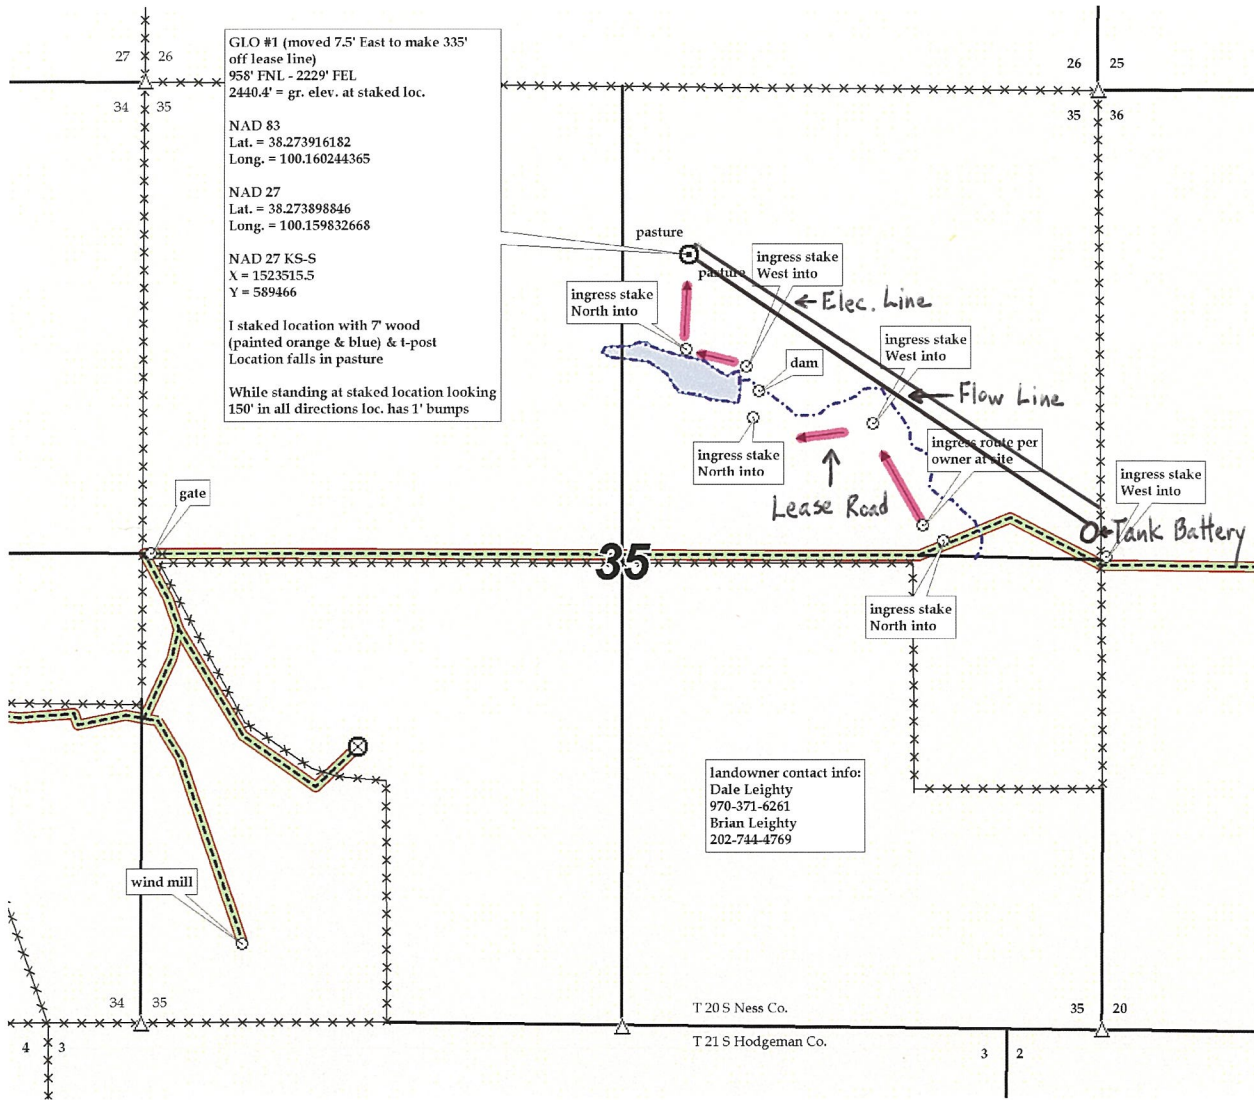 27
26
26
25
34
35
35
36
GLO #1 (moved 7.5' East to make 335'
off lease line)
958' FNL - 2229' FEL
2440.4' = gr. elev. at staked loc.
NAD 83
Lat. = 38.273916182
Long. = 100.160244365
NAD 27
Lat. = 38.273898846
Long. = 100.159832668
NAD 27 KS-S
X = 1523515.5
Y = 589466
I staked location with 7' wood
(painted orange & blue) & t-post
Location falls in pasture
While standing at staked location looking
150' in all directions loc. has 1' bumps
pasture
pasture
ingress stake
West into
ingress stake
North into
← Elec. Line
ingress stake
West into
dam
← Flow Line
ingress stake
North into
ingress route per
owner at site
Lease Road
ingress stake
West into
gate
← Tank Battery
35
ingress stake
North into
landowner contact info:
Dale Leighty
970-371-6261
Brian Leighty
202-744-4769
wind mill
34
35
T 20 S Ness Co.
35
20
T 21 S Hodgeman Co.
4
3
3
2